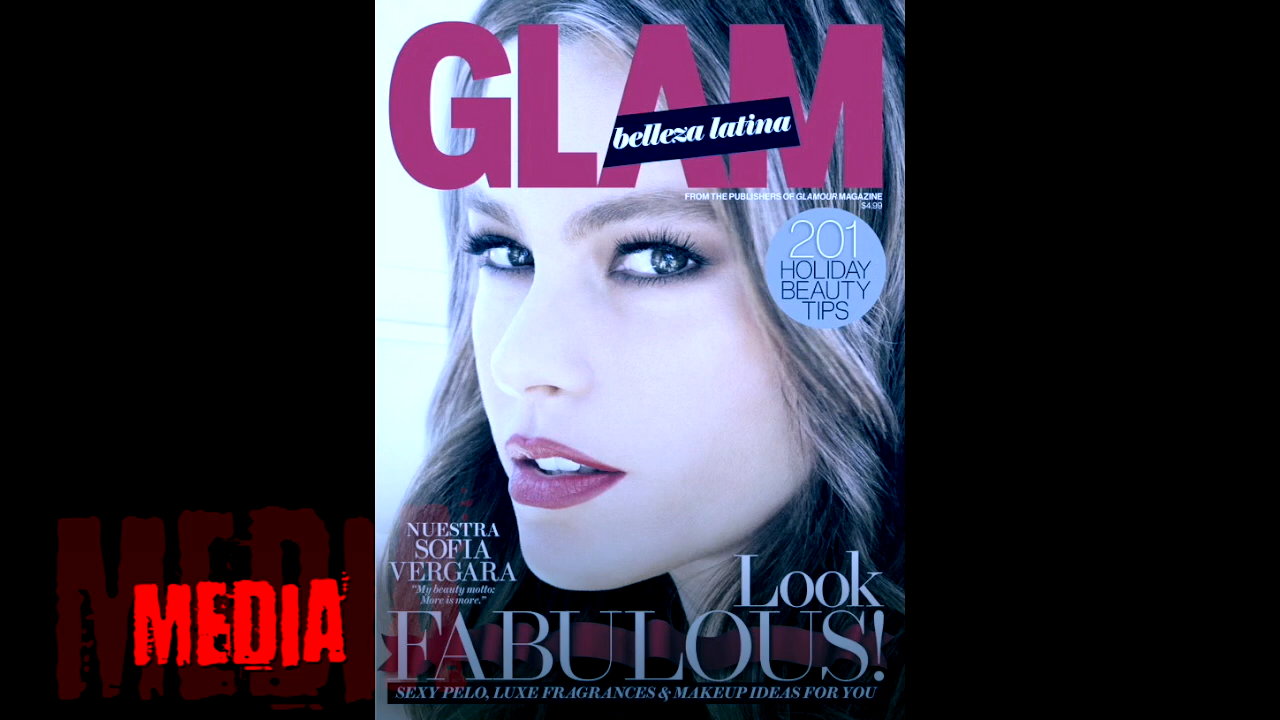 GLAM
belleza latina
FROM THE PUBLISHERS OF GLAMOUR MAGAZINE
$4.99
201
HOLIDAY
BEAUTY
TIPS
NUESTRA
SOFIA
VERGARA
"My beauty motto:
More is more."
Look
FABULOUS!
SEXY PELO, LUXE FRAGRANCES & MAKEUP IDEAS FOR YOU
MEDIA
MEDIA